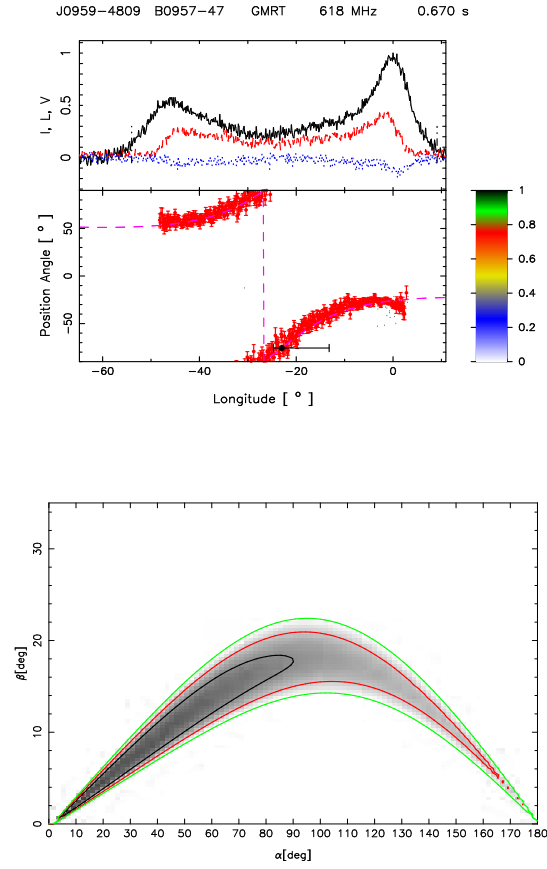 J0959−4809 B0957−47 GMRT 618 MHz 0.670 s
I, L, V
1
0.5
0
Position Angle [ ° ]
50
0
−50
−60 −40 −20 0
Longitude [ ° ]
1
0.8
0.6
0.4
0.2
0
β[deg]
30
20
10
0
0 10 20 30 40 50 60 70 80 90 100 110 120 130 140 150 160 170 180
α[deg]